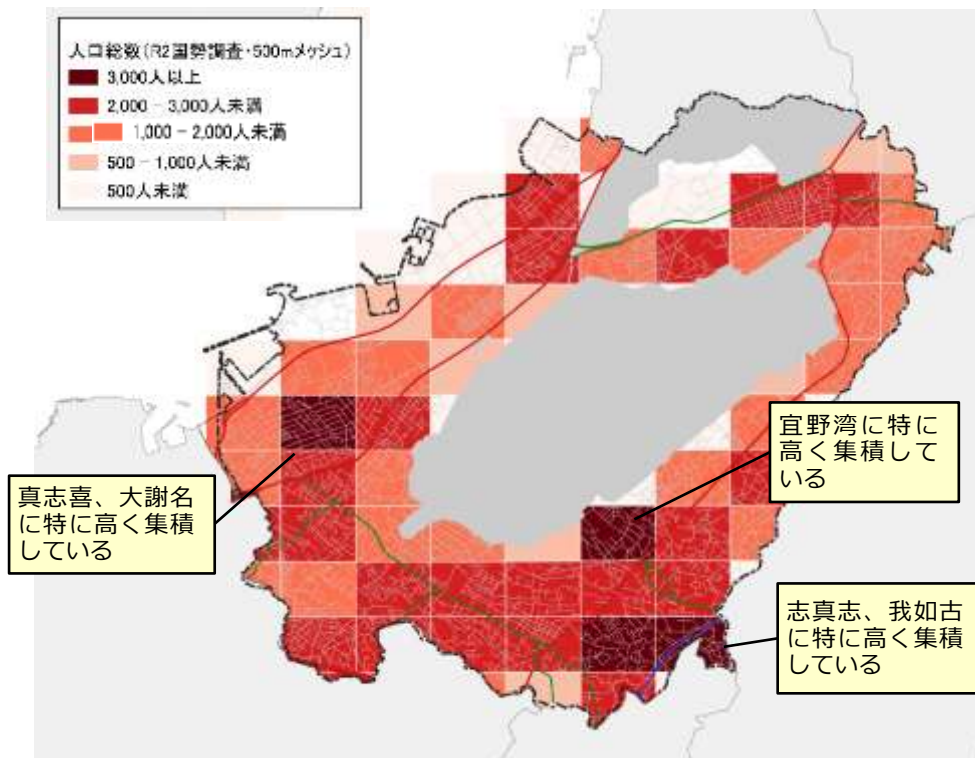 人口総数(R2国勢調査・500mメッシュ)
3,000人以上
2,000－3,000人未満
1,000－2,000人未満
500－1,000人未満
500人未満
宜野湾に特に
高く集積して
いる
真志喜、大謝名
に特に高く集積
している
志真志、我如古
に特に高く集積
している